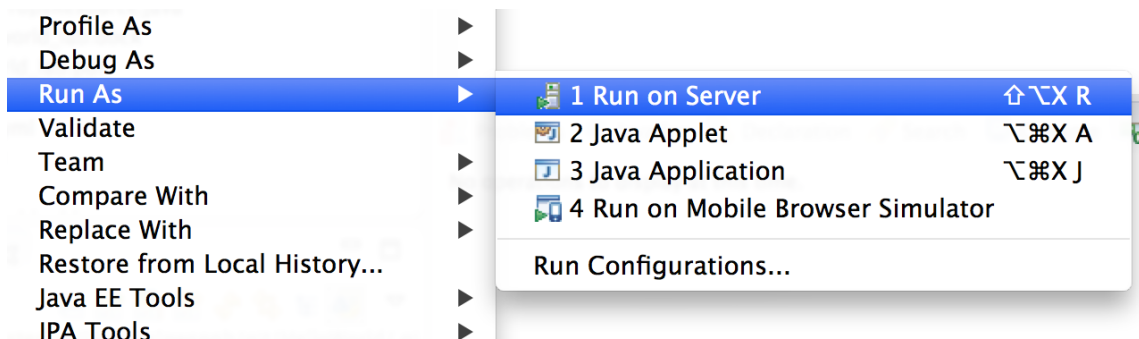 Profile As
Debug As
Run As
Validate
Team
Compare With
Replace With
Restore from Local History...
Java EE Tools
JPA Tools
1 Run on Server ⇧⌥X R
2 Java Applet ⌥⌘X A
3 Java Application ⌥⌘X J
4 Run on Mobile Browser Simulator
Run Configurations...